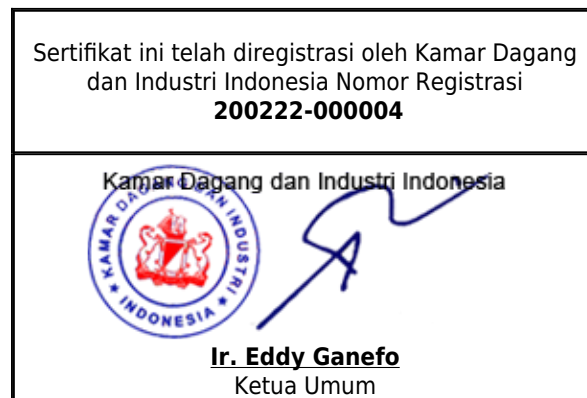 Sertifikat ini telah diregistrasi oleh Kamar Dagang
dan Industri Indonesia Nomor Registrasi
200222-000004
Kamar Dagang dan Industri Indonesia
KAMAR DAGANG DAN INDUSTRI
INDONESIA
Ir. Eddy Ganefo
Ketua Umum